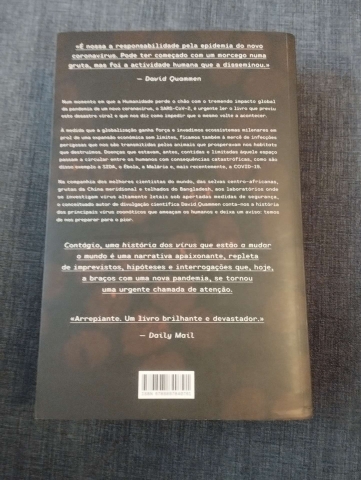 «É nossa a responsabilidade pela epidemia do novo
coronavírus. Pode ter começado com um morcego numa
gruta, mas foi a actividade humana que a disseminou.»
— David Quammen
Num momento em que a Humanidade perde o chão com o tremendo impacto global
da pandemia de um novo coronavírus, o SARS-CoV-2, é urgente ler o livro que previu
este desastre viral e que nos diz como impedir que o mesmo volte a acontecer.
À medida que a globalização ganha força e invadimos ecossistemas milenares em
prol de uma expansão económica sem limites, ficamos também à mercê de infecções
perigosas que nos são transmitidas pelos animais que prosperavam nos habitats
que destruímos. Doenças que estavam, antes, contidas e limitadas àquele espaço
passam a circular entre os humanos com consequências catastróficas, como são
disso exemplo a SIDA, o Ébola, a Malária e, mais recentemente, a COVID-19.
Na companhia dos melhores cientistas do mundo, das selvas centro-africanas,
grutas da China meridional e telhados de Bangladesh, aos laboratórios onde
se investigam vírus altamente letais sob apertadas medidas de segurança,
o conceituado autor de divulgação científica David Quammen conta-nos a história
dos principais vírus zoonóticos que ameaçam os humanos e deixa um aviso: temos
de nos preparar para o pior.
Contágio, uma história dos vírus que estão a mudar
o mundo é uma narrativa apaixonante, repleta
de imprevistos, hipóteses e interrogações que, hoje,
a braços com uma nova pandemia, se tornou
uma urgente chamada de atenção.
«Arrepiante. Um livro brilhante e devastador.»
— Daily Mail
ISBN